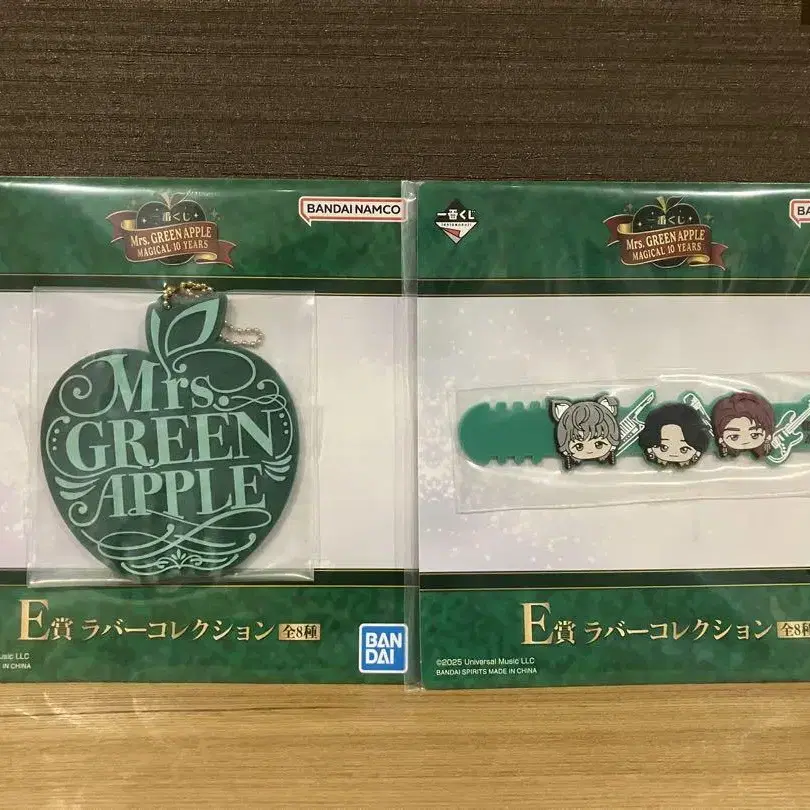 一番くじ
Mrs. GREEN APPLE
MAGICAL 10 YEARS
BANDAI NAMCO
Mrs.
GREEN
APPLE
E賞 ラバーコレクション 全8種
BAN
DAI
usic LLC
IN CHINA
一番くじ
一番くじ
Mrs. GREEN APPLE
MAGICAL 10 YEARS
BA
E賞 ラバーコレクション 全8種
©2025 Universal Music LLC
BANDAI SPIRITS MADE IN CHINA